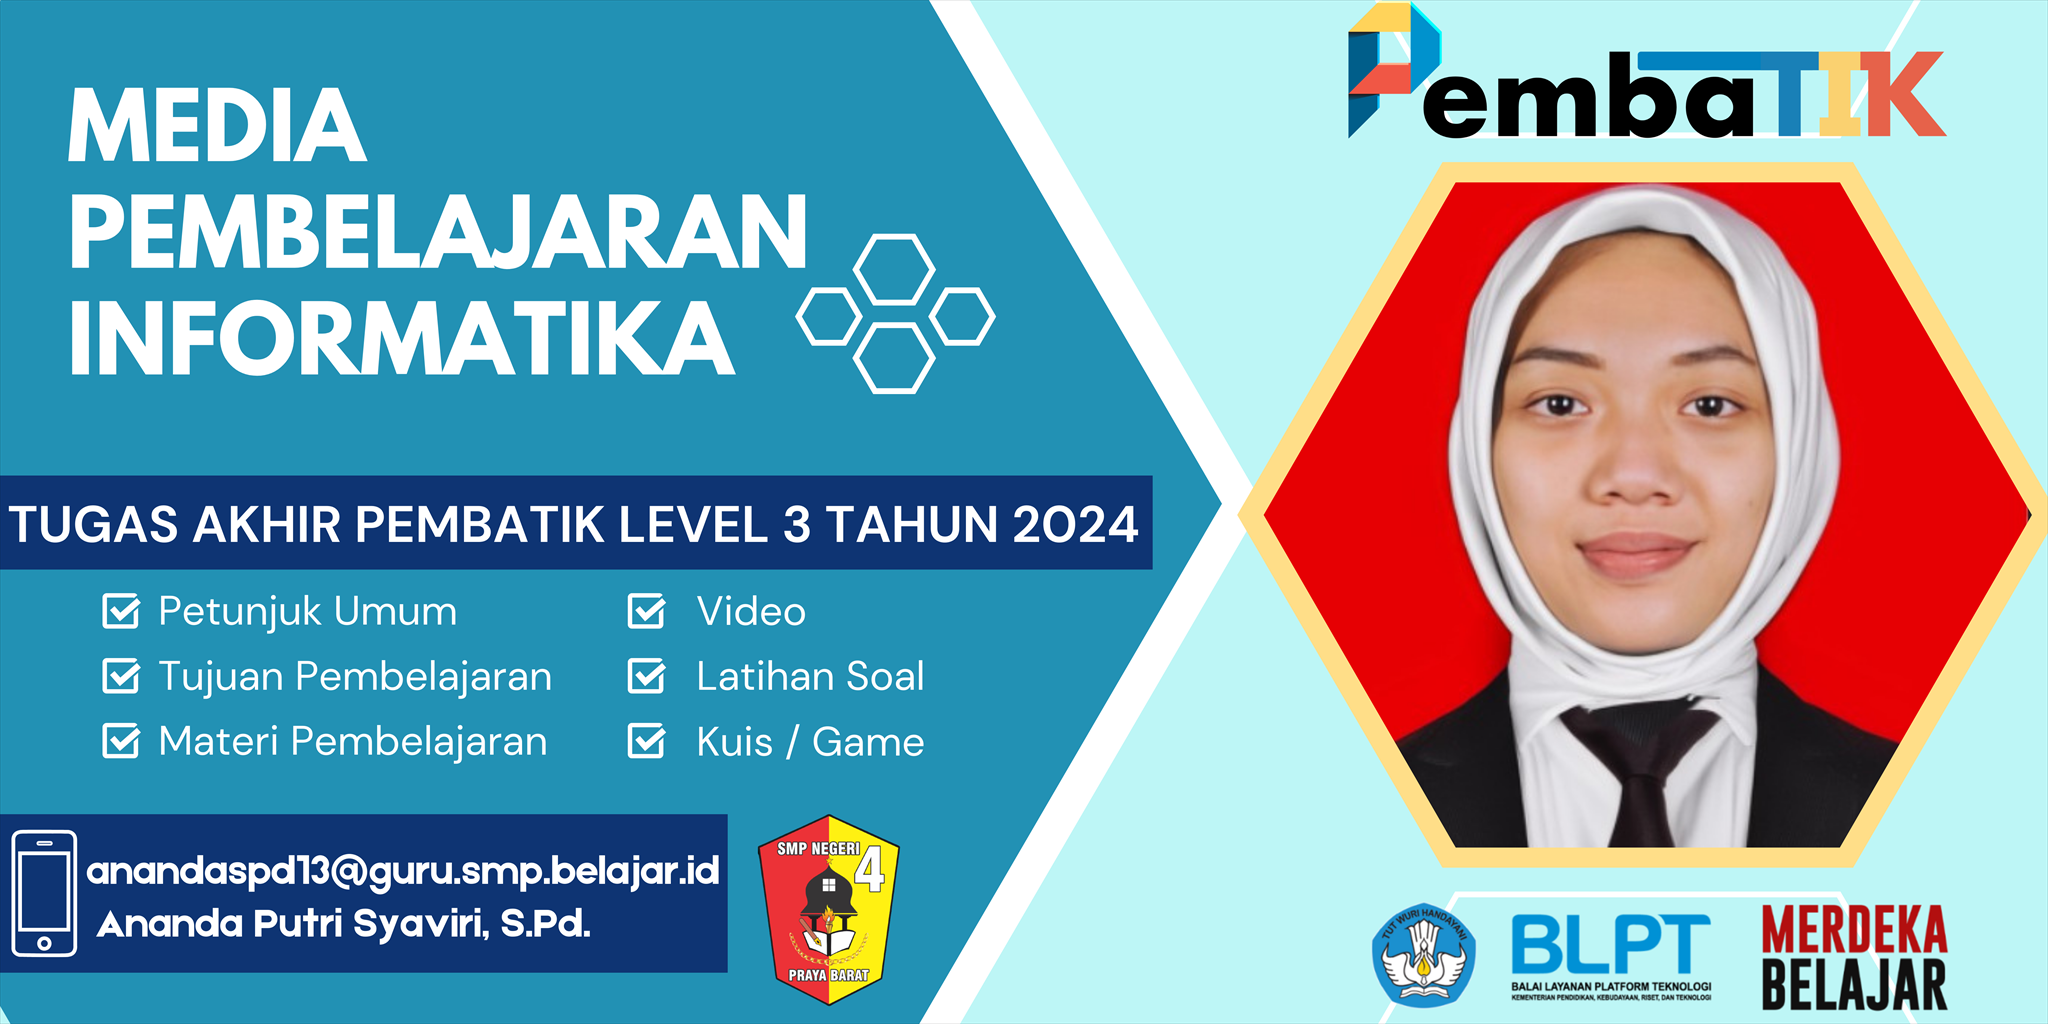 MEDIA
PEMBELAJARAN
INFORMATIKA
TUGAS AKHIR PEMBATIK LEVEL 3 TAHUN 2024
Petunjuk Umum
Tujuan Pembelajaran
Materi Pembelajaran
Video
Latihan Soal
Kuis / Game
anandaspd13@guru.smp.belajar.id
Ananda Putri Syaviri, S.Pd.
SMP NEGERI
4
PRAYA BARAT
PembaTIK
TUT WURI HANDAYANI
BLPT
BALAI LAYANAN PLATFORM TEKNOLOGI
KEMENTERIAN PENDIDIKAN, KEBUDAYAAN, RISET, DAN TEKNOLOGI
MERDEKA
BELAJAR